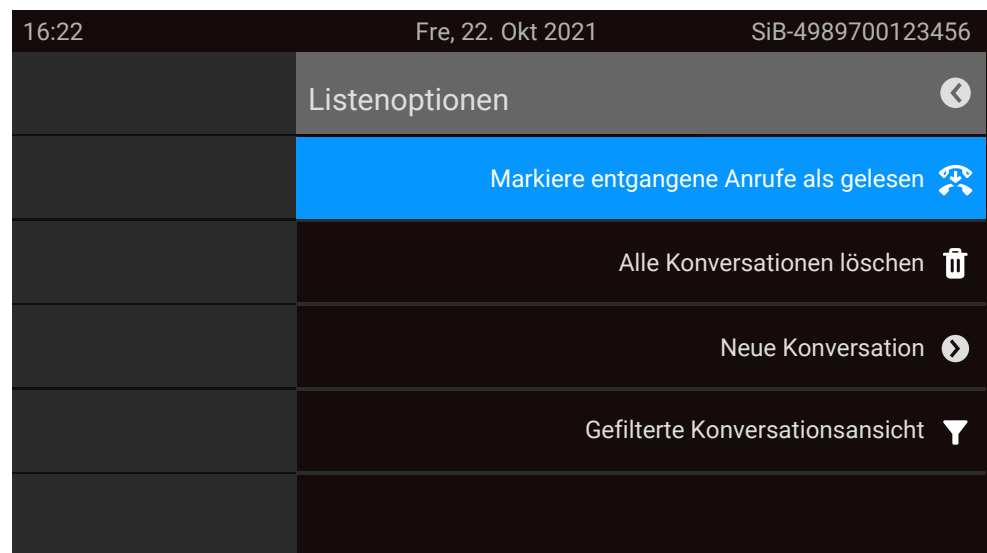 16:22 Fre, 22. Okt 2021 SiB-4989700123456
Listenoptionen
Markiere entgangene Anrufe als gelesen
Alle Konversationen löschen
Neue Konversation
Gefilterte Konversationsansicht